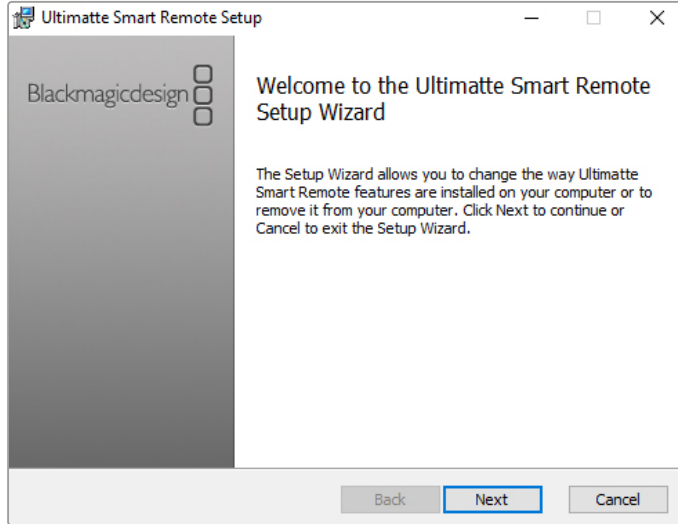 Ultimatte Smart Remote Setup
Blackmagicdesign
Welcome to the Ultimatte Smart Remote
Setup Wizard
The Setup Wizard allows you to change the way Ultimatte
Smart Remote features are installed on your computer or to
remove it from your computer. Click Next to continue or
Cancel to exit the Setup Wizard.
Back Next Cancel